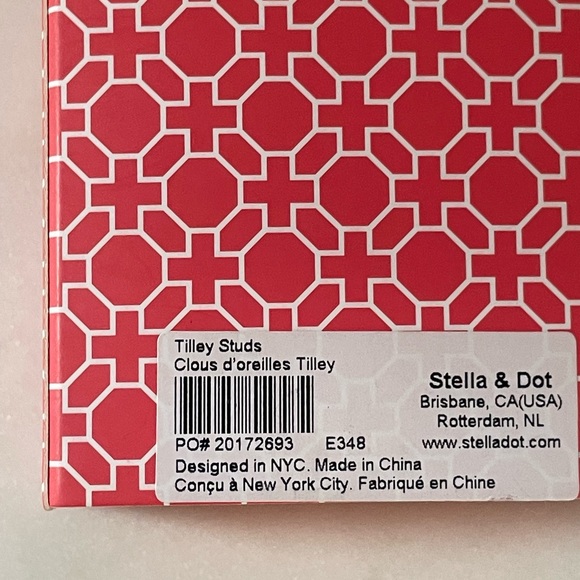 Tilley Studs
Clous d'oreilles Tilley
PO# 20172693 E348
Stella & Dot
Brisbane, CA(USA)
Rotterdam, NL
www.stelladot.com
Designed in NYC. Made in China
Conçu à New York City. Fabriqué en Chine